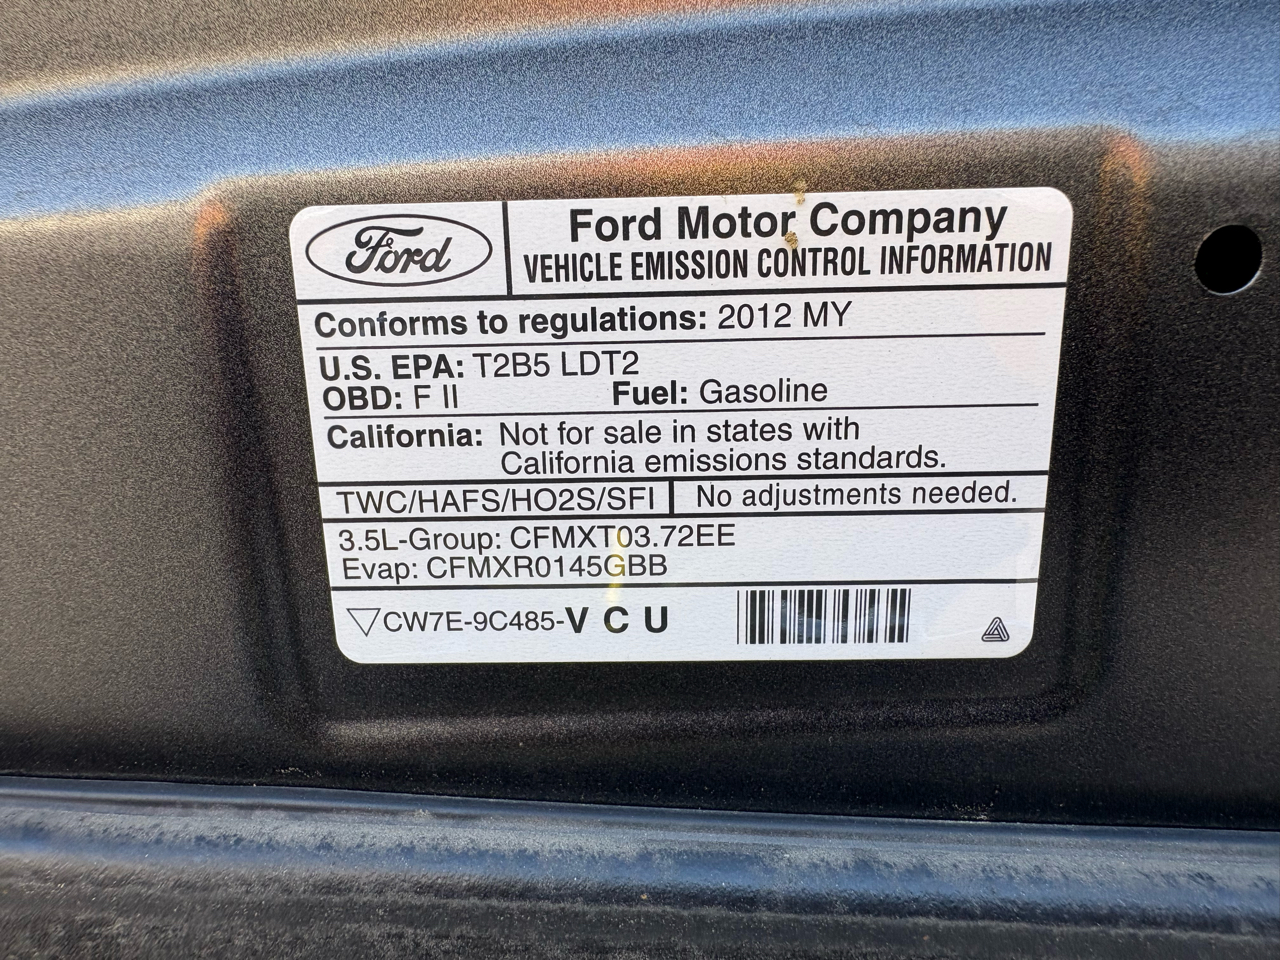 Ford
Ford Motor Company
VEHICLE EMISSION CONTROL INFORMATION
Conforms to regulations: 2012 MY
U.S. EPA: T2B5 LDT2
OBD: F II Fuel: Gasoline
California: Not for sale in states with
California emissions standards.
TWC/HAFS/HO2S/SFI No adjustments needed.
3.5L-Group: CFMXT03.72EE
Evap: CFMXR0145GBB
CW7E-9C485-V C U